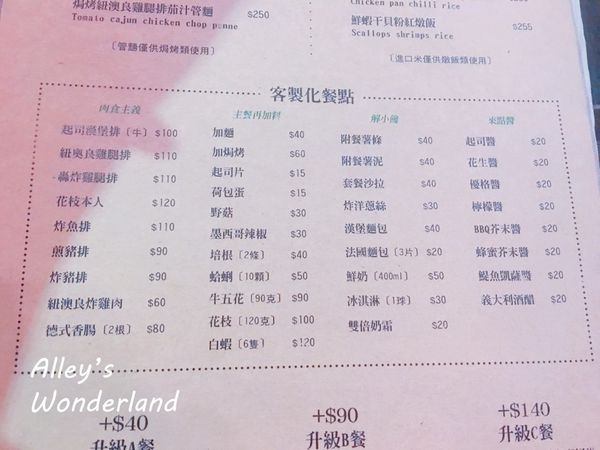 焗烤紐澳良雞腿排茄汁管麵 $250
Tomato cajun chicken chop penne
〔管麵僅供焗烤類使用〕
Chicken pan chilli rice
鮮蝦干貝粉紅燉飯 $255
Scallops shrimps rice
〔進口米僅供燉飯類使用〕
客製化餐點
肉食主義
起司漢堡排〔牛〕 $100
紐奧良雞腿排 $110
轟炸雞腿排 $110
花枝本人 $120
炸魚排 $110
煎豬排 $90
炸豬排 $90
紐澳良炸雞肉 $60
德式香腸〔2根〕 $80
主餐再加料
加麵 $40
加焗烤 $60
起司片 $15
荷包蛋 $15
野菇 $30
墨西哥辣椒 $30
培根〔2條〕 $40
蛤蜊〔10顆〕 $50
牛五花〔90克〕 $90
花枝〔120克〕 $100
白蝦〔6隻〕 $120
解小饞
附餐薯條 $40
附餐薯泥 $40
套餐沙拉 $40
炸洋蔥絲 $30
漢堡麵包 $40
法國麵包〔3片〕 $20
鮮奶〔400ml〕 $50
冰淇淋〔1球〕 $30
雙倍奶霜 $20
來點醬
起司醬 $20
花生醬 $20
優格醬 $20
檸檬醬 $20
BBQ芥末醬 $20
蜂蜜芥末醬 $20
鯷魚凱薩醬 $20
義大利酒醋 $20
Alley's
Wonderland
+$40
升級A餐
+$90
升級B餐
+$140
升級C餐